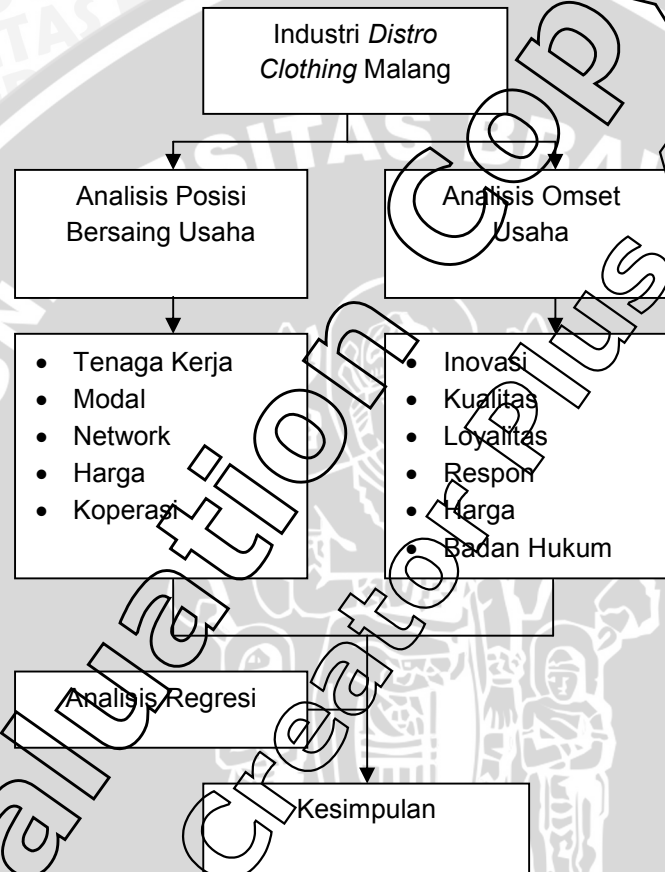 Industri Distro
Clothing Malang
Analisis Posisi
Bersaing Usaha
Analisis Omset
Usaha
• Tenaga Kerja
• Modal
• Network
• Harga
• Koperasi
• Inovasi
• Kualitas
• Loyalitas
• Respon
• Harga
• Badan Hukum
Analisis Regresi
Kesimpulan